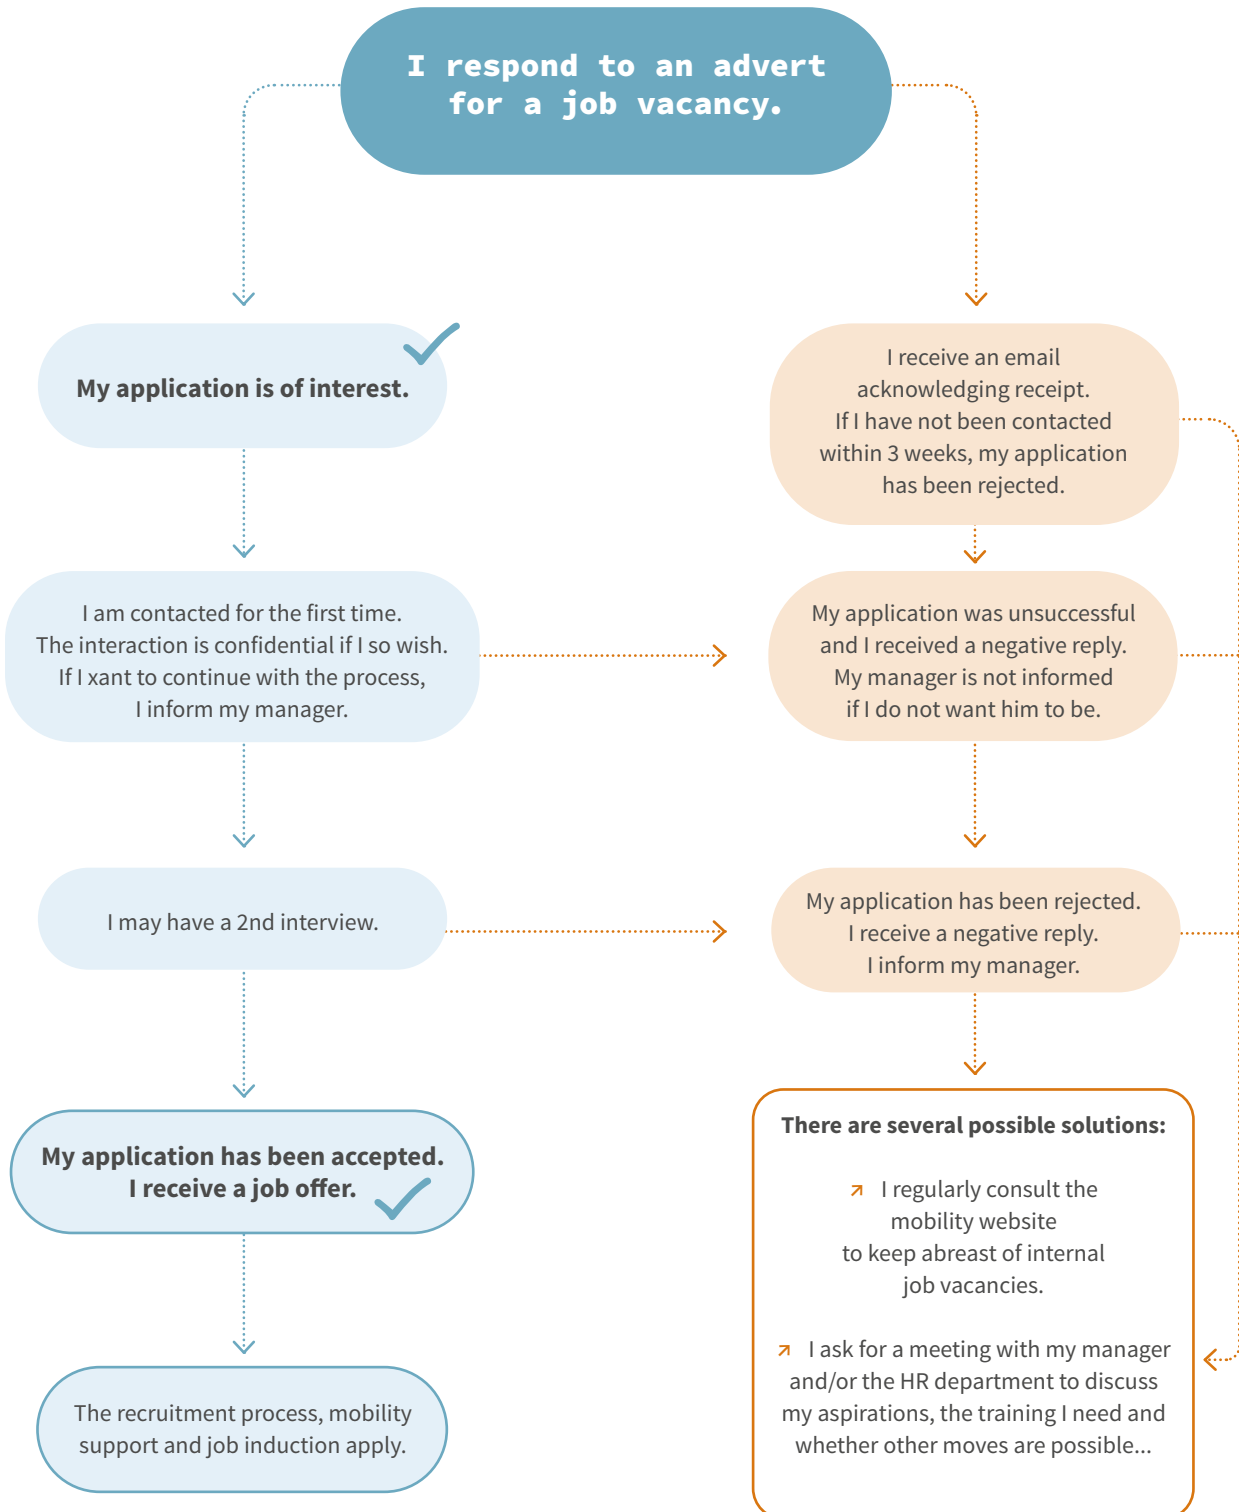 I respond to an advert
for a job vacancy.
My application is of interest.
I am contacted for the first time.
The interaction is confidential if I so wish.
If I xant to continue with the process,
I inform my manager.
I may have a 2nd interview.
My application has been accepted.
I receive a job offer.
The recruitment process, mobility
support and job induction apply.
I receive an email
acknowledging receipt.
If I have not been contacted
within 3 weeks, my application
has been rejected.
My application was unsuccessful
and I received a negative reply.
My manager is not informed
if I do not want him to be.
My application has been rejected.
I receive a negative reply.
I inform my manager.
There are several possible solutions:
I regularly consult the
mobility website
to keep abreast of internal
job vacancies.
I ask for a meeting with my manager
and/or the HR department to discuss
my aspirations, the training I need and
whether other moves are possible...